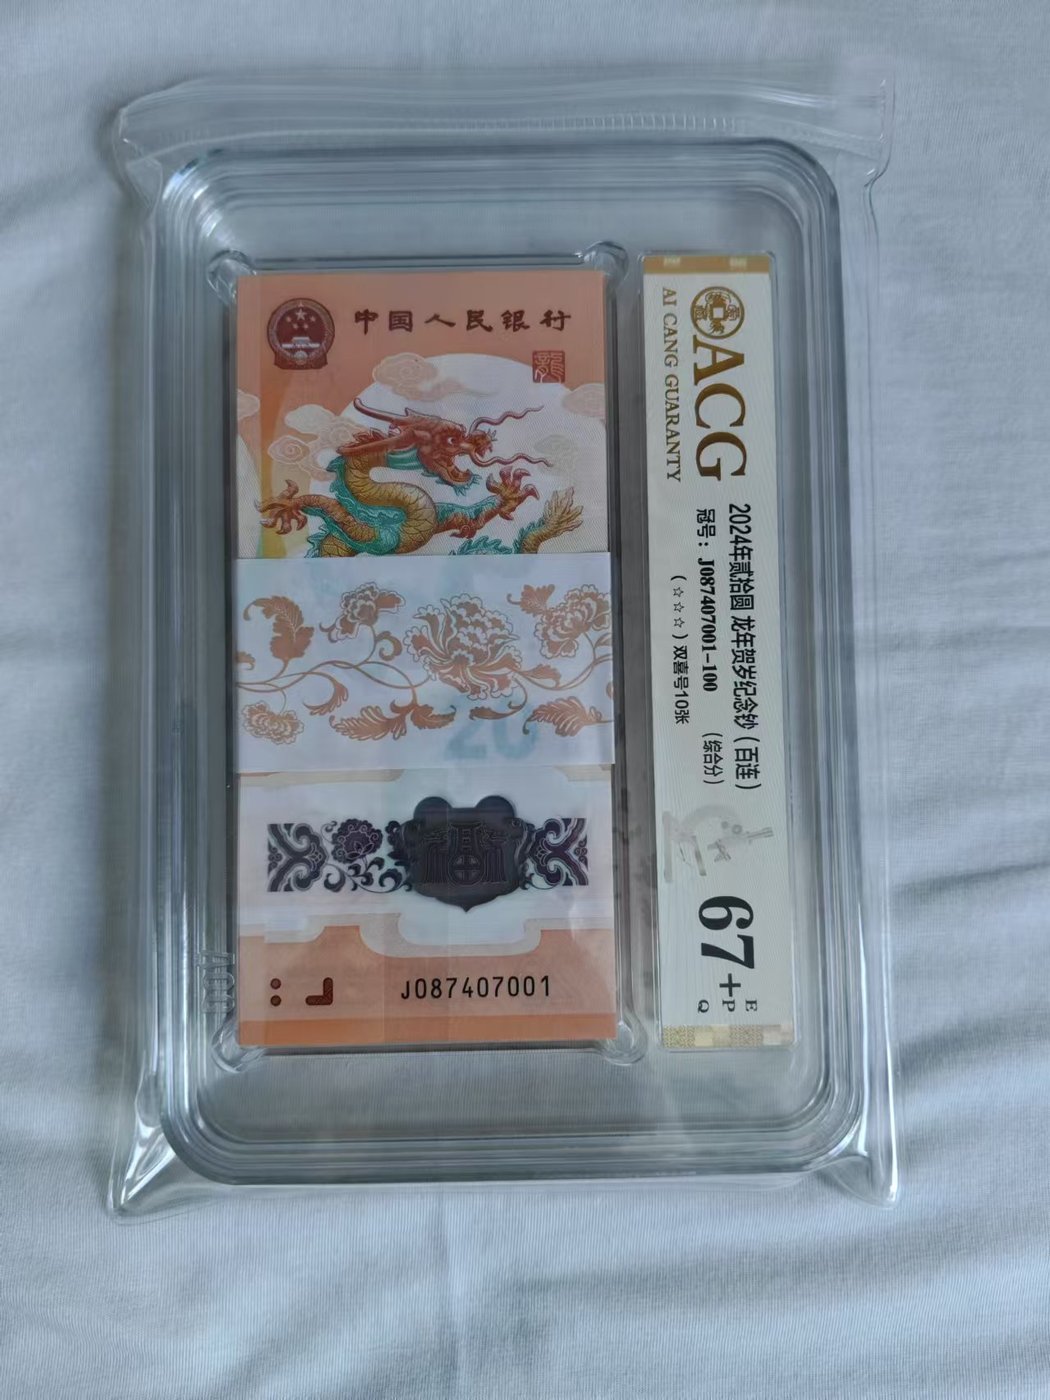 中国人民银行
龍
20
J087407001
ACG
AI CANG GUARANTY
2024年贰拾圆 龙年贺岁纪念钞（百连）
冠号：J087407001-100 （综合分）
（☆☆☆）双喜号10张
67+EPQ